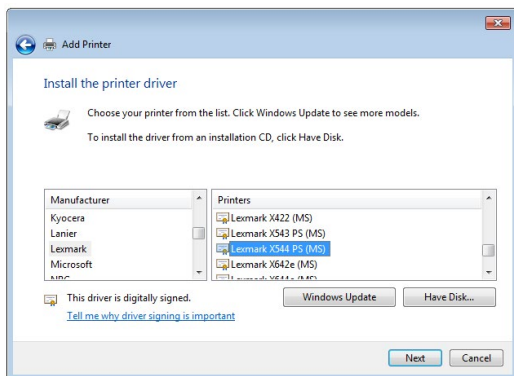 Add Printer
Install the printer driver
Choose your printer from the list. Click Windows Update to see more models.
To install the driver from an installation CD, click Have Disk.
Manufacturer
Kyocera
Lanier
Lexmark
Microsoft
Printers
Lexmark X422 (MS)
Lexmark X543 PS (MS)
Lexmark X544 PS (MS)
Lexmark X642e (MS)
This driver is digitally signed.
Tell me why driver signing is important
Windows Update
Have Disk...
Next
Cancel